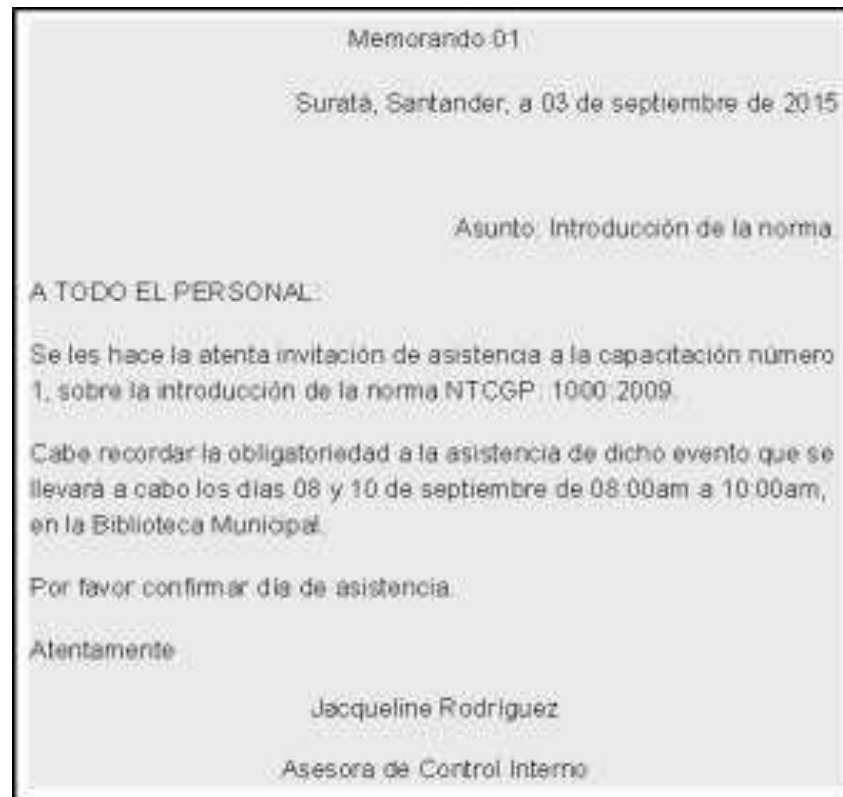 Memorando 01
Suratá, Santander, a 03 de septiembre de 2015
Asunto: Introducción de la norma.
A TODO EL PERSONAL:
Se les hace la atenta invitación de asistencia a la capacitación número
1, sobre la introducción de la norma NTCGP: 1000:2009.
Cabe recordar la obligatoriedad a la asistencia de dicho evento que se
llevará a cabo los días 08 y 10 de septiembre de 08:00am a 10:00am,
en la Biblioteca Municipal.
Por favor confirmar día de asistencia.
Atentamente
Jacqueline Rodríguez
Asesora de Control Interno